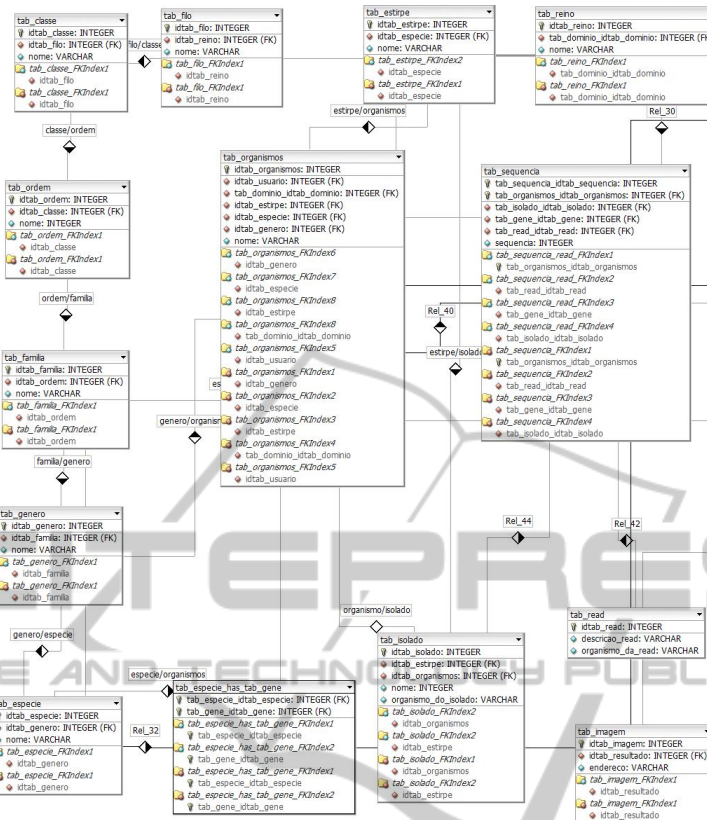 tab_classe
idtab_classe: INTEGER
idtab_filo: INTEGER (FK)
nome: VARCHAR
tab_classe_FKIndex1
idtab_filo
tab_classe_FKIndex1
idtab_filo
filo/classe
tab_filo
idtab_filo: INTEGER
idtab_reino: INTEGER (FK)
nome: VARCHAR
tab_filo_FKIndex1
idtab_reino
tab_filo_FKIndex1
idtab_reino
tab_estirpe
idtab_estirpe: INTEGER
idtab_especie: INTEGER (FK)
nome: VARCHAR
tab_estirpe_FKIndex2
idtab_especie
tab_estirpe_FKIndex1
idtab_especie
tab_reino
idtab_reino: INTEGER
tab_dominio_idtab_dominio: INTEGER (FK
nome: VARCHAR
tab_reino_FKIndex1
tab_dominio_idtab_dominio
tab_reino_FKIndex1
tab_dominio_idtab_dominio
classe/ordem
estirpe/organismos
Rel_30
tab_ordem
idtab_ordem: INTEGER
idtab_classe: INTEGER (FK)
nome: INTEGER
tab_ordem_FKIndex1
idtab_classe
tab_ordem_FKIndex1
idtab_classe
ordem/familia
tab_organismos
idtab_organismos: INTEGER
idtab_usuario: INTEGER (FK)
tab_dominio_idtab_dominio: INTEGER (FK)
idtab_estirpe: INTEGER (FK)
idtab_especie: INTEGER (FK)
idtab_genero: INTEGER (FK)
nome: VARCHAR
tab_organismos_FKIndex6
idtab_genero
tab_organismos_FKIndex7
idtab_especie
tab_organismos_FKIndex8
idtab_estirpe
tab_organismos_FKIndex8
tab_dominio_idtab_dominio
tab_organismos_FKIndex5
idtab_usuario
tab_organismos_FKIndex1
idtab_genero
tab_organismos_FKIndex2
idtab_especie
tab_organismos_FKIndex3
idtab_estirpe
tab_organismos_FKIndex4
tab_dominio_idtab_dominio
tab_organismos_FKIndex5
idtab_usuario
tab_sequencia
tab_sequencia_idtab_sequencia: INTEGER
tab_organismos_idtab_organismos: INTEGER (FK)
tab_isolado_idtab_isolado: INTEGER (FK)
tab_gene_idtab_gene: INTEGER (FK)
tab_read_idtab_read: INTEGER (FK)
sequencia: INTEGER
tab_sequencia_read_FKIndex1
tab_organismos_idtab_organismos
tab_sequencia_read_FKIndex2
tab_read_idtab_read
tab_sequencia_read_FKIndex3
tab_gene_idtab_gene
tab_sequencia_read_FKIndex4
tab_isolado_idtab_isolado
tab_sequencia_FKIndex1
tab_organismos_idtab_organismos
tab_sequencia_FKIndex2
tab_read_idtab_read
tab_sequencia_FKIndex3
tab_gene_idtab_gene
tab_sequencia_FKIndex4
tab_isolado_idtab_isolado
Rel_40
estirpe/isolado
es
genero/organism
tab_familia
idtab_familia: INTEGER
idtab_ordem: INTEGER (FK)
nome: VARCHAR
tab_familia_FKIndex1
idtab_ordem
tab_familia_FKIndex1
idtab_ordem
familia/genero
tab_genero
idtab_genero: INTEGER
idtab_familia: INTEGER (FK)
nome: VARCHAR
tab_genero_FKIndex1
idtab_familia
tab_genero_FKIndex1
idtab_familia
Rel_44
Rel_42
organismo/isolado
genero/especie
especie/organismos
tab_read
idtab_read: INTEGER
descricao_read: VARCHAR
organismo_da_read: VARCHAR
tab_isolado
idtab_isolado: INTEGER
idtab_estirpe: INTEGER (FK)
idtab_organismos: INTEGER (FK)
nome: INTEGER
organismo_do_isolado: VARCHAR
tab_isolado_FKIndex2
idtab_organismos
tab_isolado_FKIndex2
idtab_estirpe
tab_isolado_FKIndex1
idtab_organismos
tab_isolado_FKIndex2
idtab_estirpe
ab_especie
idtab_especie: INTEGER
idtab_genero: INTEGER (FK)
nome: VARCHAR
tab_especie_FKIndex1
idtab_genero
tab_especie_FKIndex1
idtab_genero
Rel_32
tab_especie_has_tab_gene
tab_especie_idtab_especie: INTEGER (FK)
tab_gene_idtab_gene: INTEGER (FK)
tab_especie_has_tab_gene_FKIndex1
tab_especie_idtab_especie
tab_especie_has_tab_gene_FKIndex2
tab_gene_idtab_gene
tab_especie_has_tab_gene_FKIndex1
tab_especie_idtab_especie
tab_especie_has_tab_gene_FKIndex2
tab_gene_idtab_gene
tab_imagem
idtab_imagem: INTEGER
idtab_resultado: INTEGER (FK)
endereco: VARCHAR
tab_imagem_FKIndex1
idtab_resultado
tab_imagem_FKIndex1
idtab_resultado
ITEPRES
E AND TECHNOLOGY PUBL